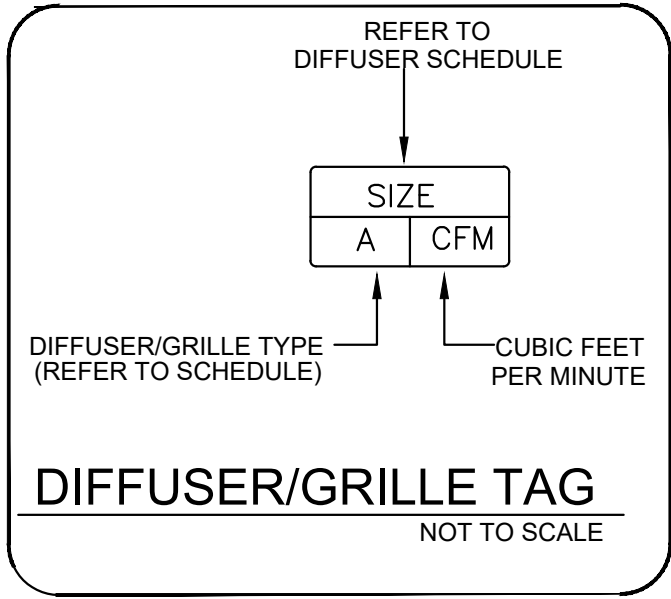 REFER TO
DIFFUSER SCHEDULE
SIZE
A CFM
DIFFUSER/GRILLE TYPE
(REFER TO SCHEDULE)
CUBIC FEET
PER MINUTE
DIFFUSER/GRILLE TAG
NOT TO SCALE